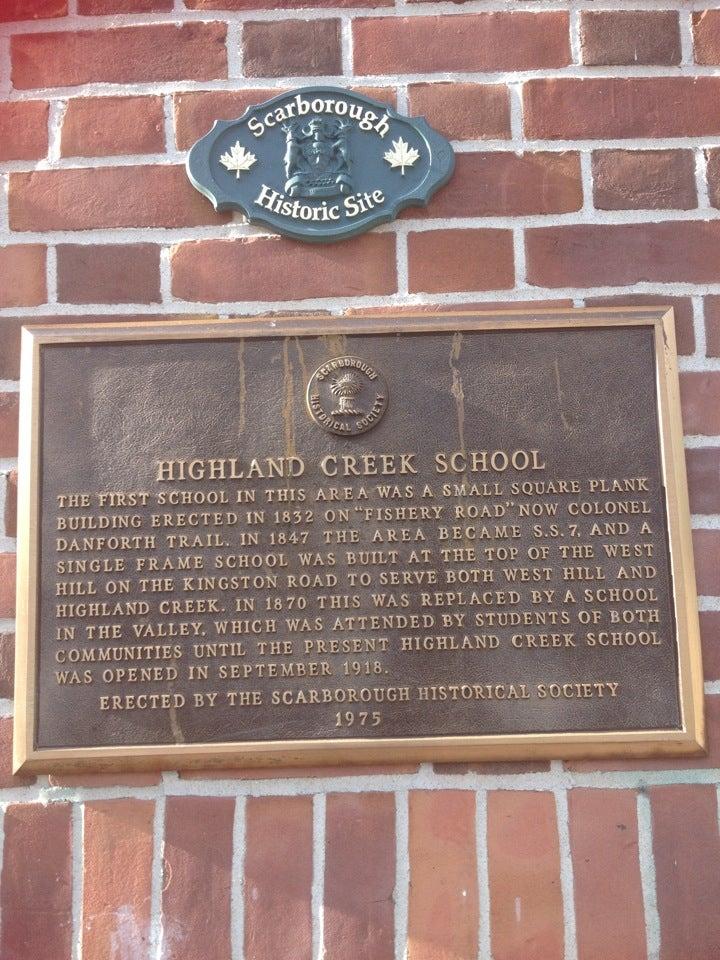 Scarborough
Historic Site
SCARBOROUGH
HISTORICAL SOCIETY
HIGHLAND CREEK SCHOOL
THE FIRST SCHOOL IN THIS AREA WAS A SMALL SQUARE PLANK
BUILDING ERECTED IN 1832 ON "FISHERY ROAD" NOW COLONEL
DANFORTH TRAIL. IN 1847 THE AREA BECAME S.S. 7, AND A
SINGLE FRAME SCHOOL WAS BUILT AT THE TOP OF THE WEST
HILL ON THE KINGSTON ROAD TO SERVE BOTH WEST HILL AND
HIGHLAND CREEK. IN 1870 THIS WAS REPLACED BY A SCHOOL
IN THE VALLEY, WHICH WAS ATTENDED BY STUDENTS OF BOTH
COMMUNITIES UNTIL THE PRESENT HIGHLAND CREEK SCHOOL
WAS OPENED IN SEPTEMBER 1918.
ERECTED BY THE SCARBOROUGH HISTORICAL SOCIETY
1975